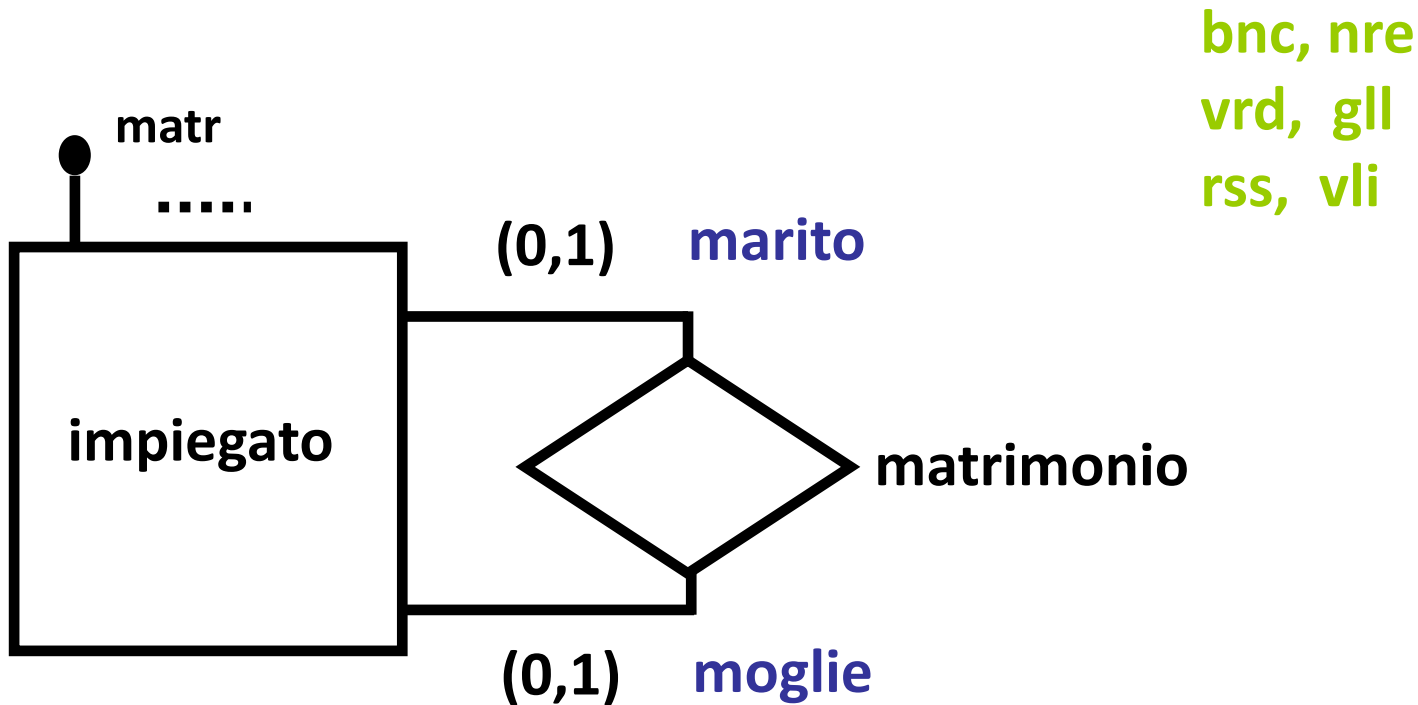 bnc, nre
vrd, gll
rss, vli
matr
.....
(0,1) marito
impiegato
matrimonio
(0,1) moglie